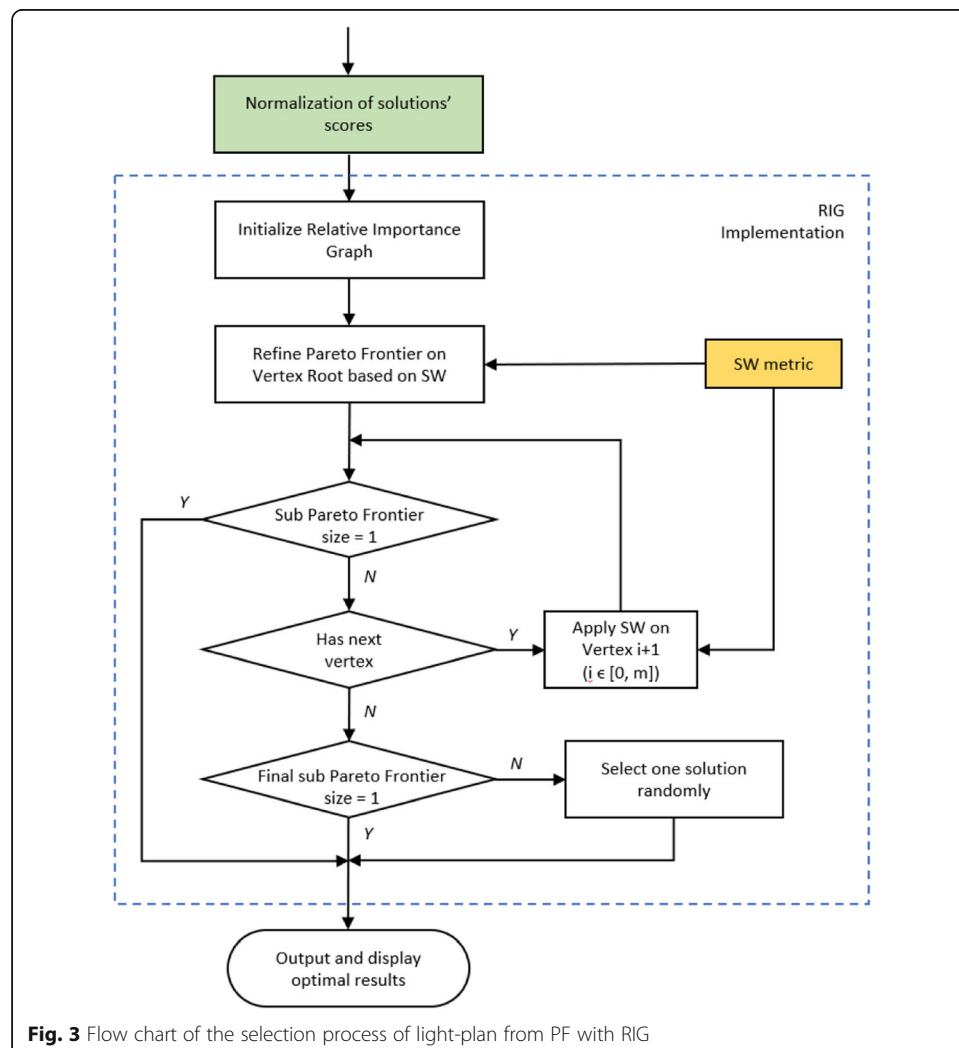 Normalization of solutions'
scores
RIG
Implementation
Initialize Relative Importance
Graph
Refine Pareto Frontier on
Vertex Root based on SW
SW metric
Y
Sub Pareto Frontier
size = 1
N
Has next
vertex
Y
Apply SW on
Vertex i+1
(i ϵ [0, m])
N
Final sub Pareto Frontier
size = 1
N
Select one solution
randomly
Y
Output and display
optimal results
Fig. 3 Flow chart of the selection process of light-plan from PF with RIG